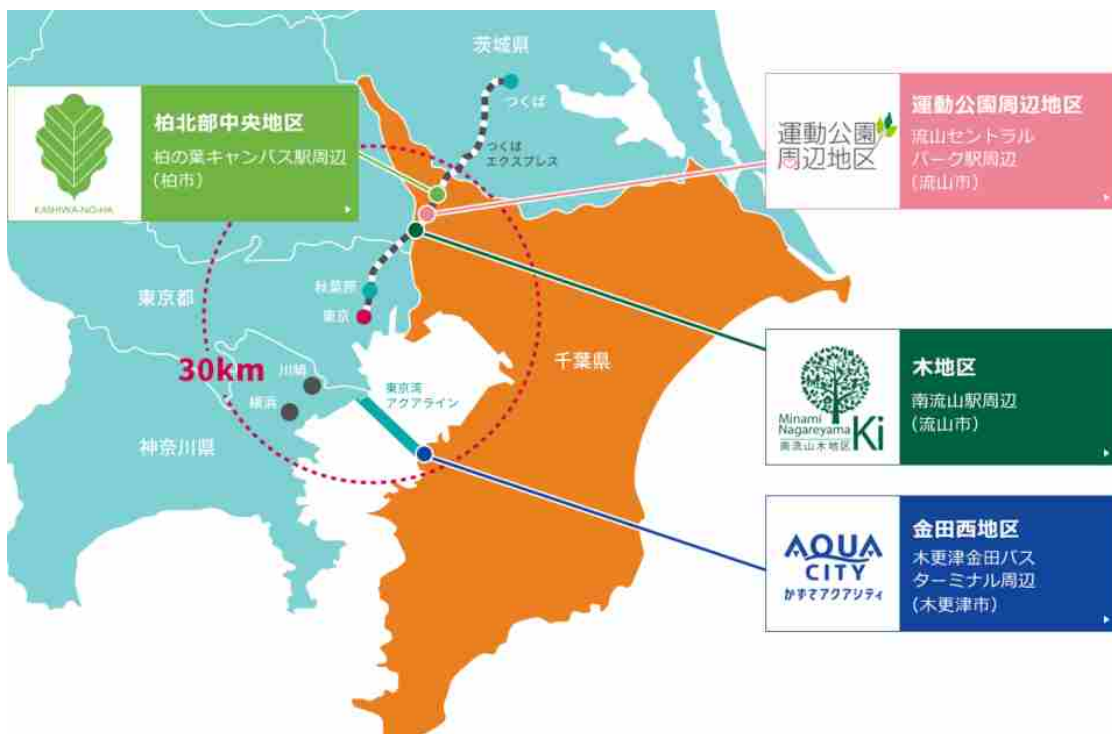 茨城県
つくば
つくば
エクスプレス
柏北部中央地区
柏の葉キャンパス駅周辺
(柏市)
KASHIWA-NO-HA
運動公園
周辺地区
運動公園周辺地区
流山セントラル
パーク駅周辺
(流山市)
東京都
秋葉原
東京
30km
川崎
横浜
東京湾
アクアライン
千葉県
神奈川県
Minami
Nagareyama
Ki
南流山木地区
木地区
南流山駅周辺
(流山市)
AQUA
CITY
かずさアクアシティ
金田西地区
木更津金田バス
ターミナル周辺
(木更津市)